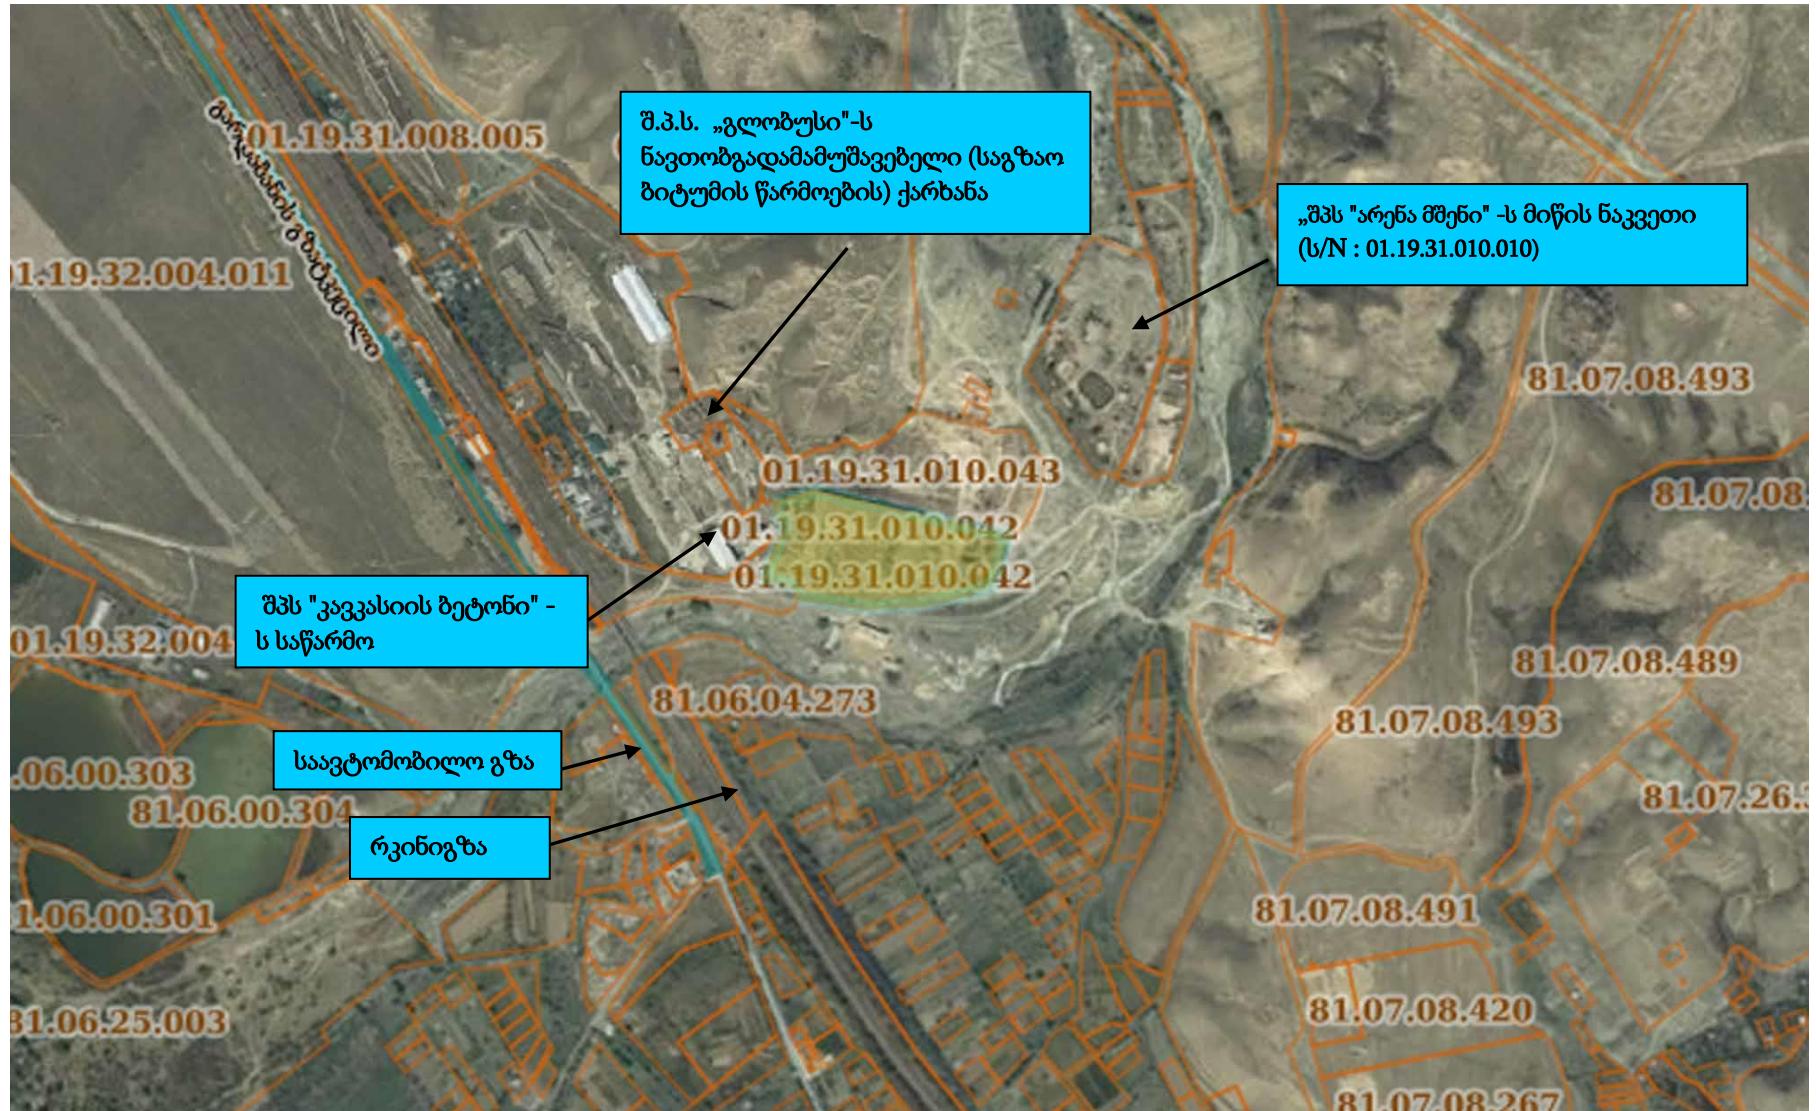 შ.პ.ს. „გლობუსი"-ს
ნავთობგადამამუშავებელი (საგზაო
ბიტუმის წარმოების) ქარხანა
„შპს "არენა მშენი" -ს მიწის ნაკვეთი
(ს/N : 01.19.31.010.010)
გარდაბნის გზატკეცილი
01.19.31.008.005
1.19.32.004.011
81.07.08.493
01.19.31.010.043
81.07.08.
01.19.31.010.042
01.19.31.010.042
შპს "კავკასიის ბეტონი" -
ს საწარმო
01.19.32.004
81.07.08.489
81.06.04.273
81.07.08.493
საავტომობილო გზა
.06.00.303
81.06.00.304
81.07.26.
რკინიგზა
1.06.00.301
81.07.08.491
81.07.08.420
81.06.25.003
81.07.08.267